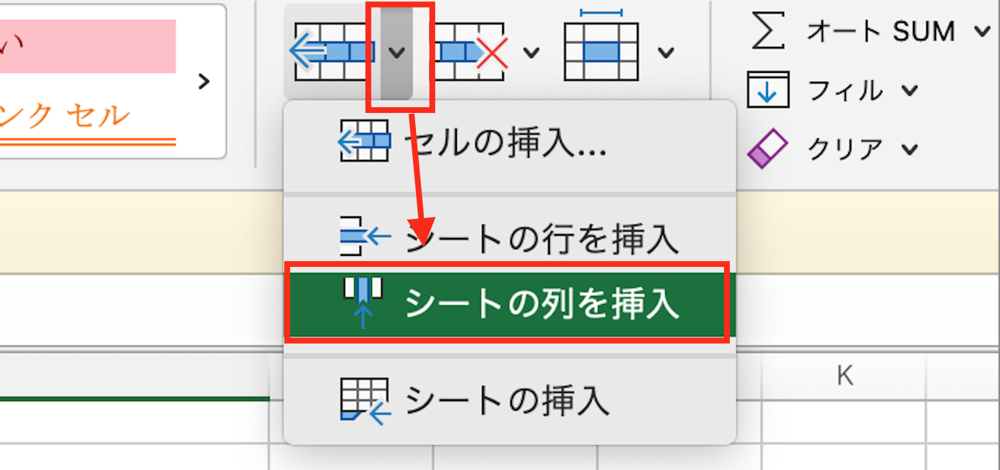 い
ンク セル
オート SUM
フィル
クリア
セルの挿入...
シートの行を挿入
シートの列を挿入
シートの挿入
K